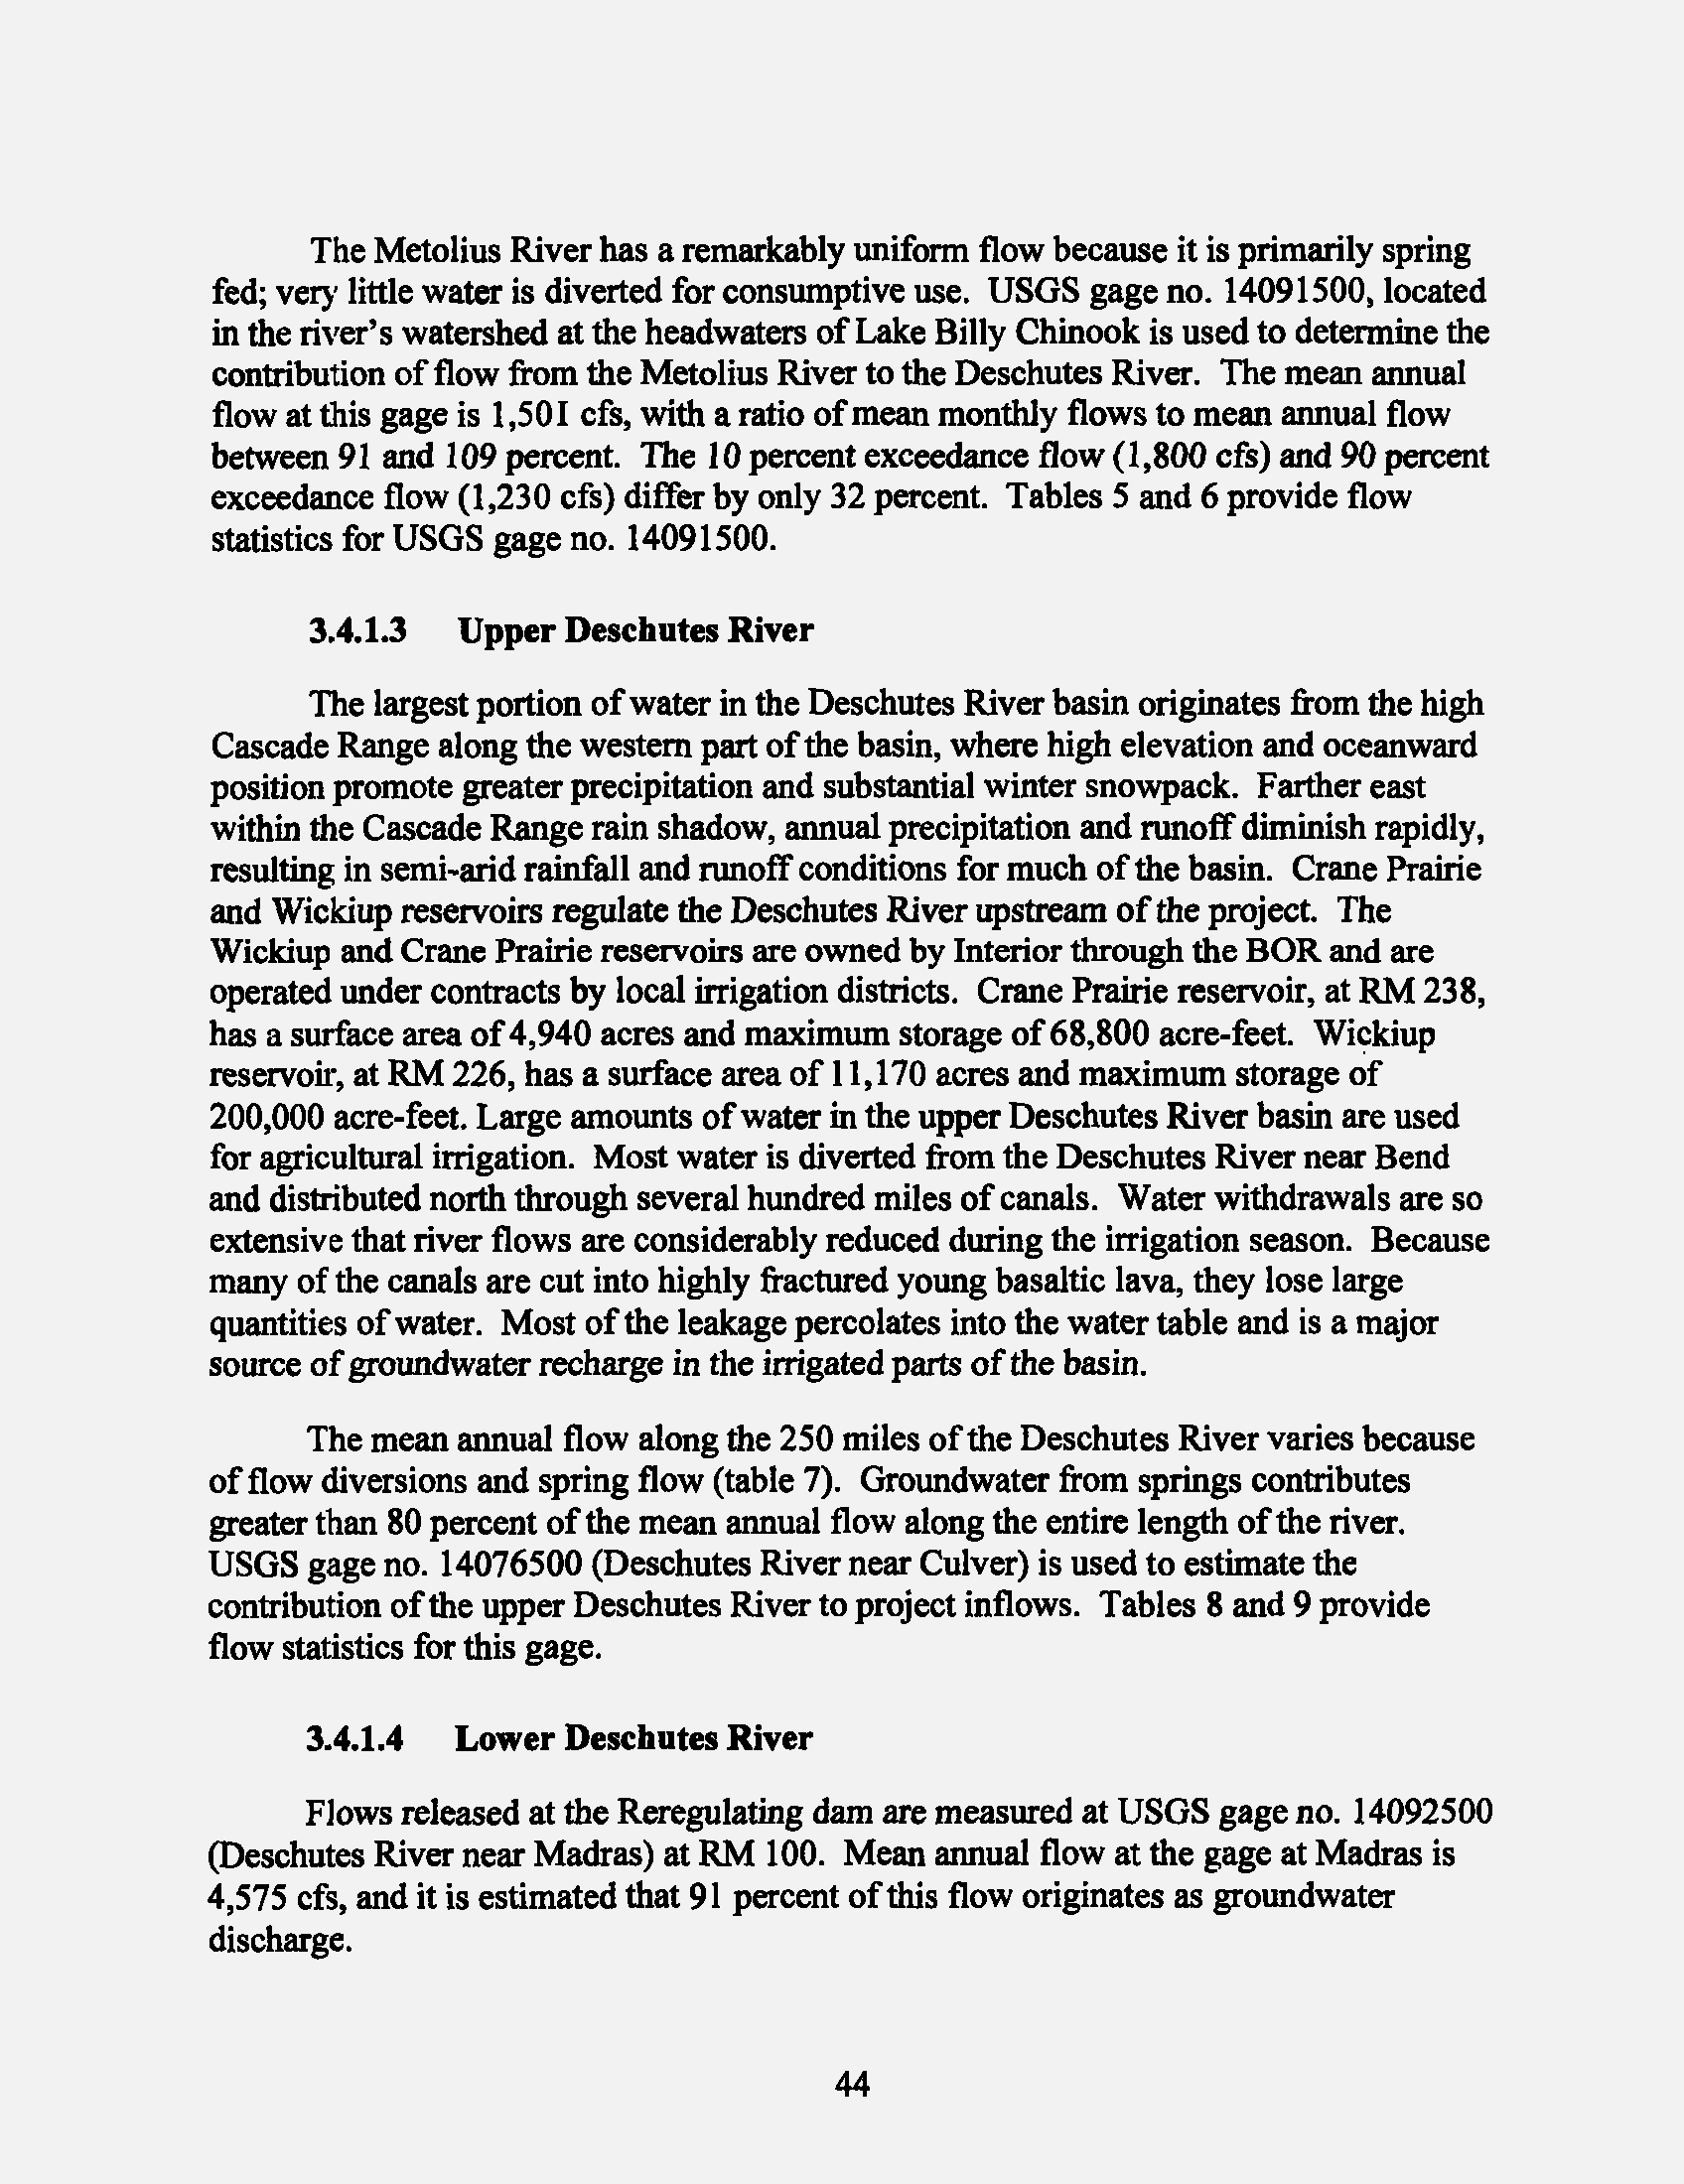 The Metolius River has a remarkably uniform flow because it is primarily spring
fed; very little water is diverted for consumptive use. USGS gage no. 14091500, located
in the river's watershed at the headwaters of Lake Billy Chinook is used to determine the
contribution of flow from the Metolius River to the Deschutes River. The mean annual
flow at this gage is 1,501 cfs, with a ratio of mean monthly flows to mean annual flow
between 91 and 109 percent. The 10 percent exceedance flow (1,800 cfs) and 90 percent
exceedance flow (1,230 cfs) differ by only 32 percent. Tables 5 and 6 provide flow
statistics for USGS gage no. 14091500.
3.4.1.3 Upper Deschutes River
The largest portion of water in the Deschutes River basin originates from the high
Cascade Range along the western part of the basin, where high elevation and oceanward
position promote greater precipitation and substantial winter snowpack. Farther east
within the Cascade Range rain shadow, annual precipitation and runoff diminish rapidly,
resulting in semi-arid rainfall and runoff conditions for much of the basin. Crane Prairie
and Wickiup reservoirs regulate the Deschutes River upstream of the project. The
Wickiup and Crane Prairie reservoirs are owned by Interior through the BOR and are
operated under contracts by local irrigation districts. Crane Prairie reservoir, at RM 238,
has a surface area of 4,940 acres and maximum storage of 68,800 acre-feet. Wickiup
reservoir, at RM 226, has a surface area of 11,170 acres and maximum storage of
200,000 acre-feet. Large amounts of water in the upper Deschutes River basin are used
for agricultural irrigation. Most water is diverted from the Deschutes River near Bend
and distributed north through several hundred miles of canals. Water withdrawals are so
extensive that river flows are considerably reduced during the irrigation season. Because
many of the canals are cut into highly fractured young basaltic lava, they lose large
quantities of water. Most of the leakage percolates into the water table and is a major
source of groundwater recharge in the irrigated parts of the basin.
The mean annual flow along the 250 miles of the Deschutes River varies because
of flow diversions and spring flow (table 7). Groundwater from springs contributes
greater than 80 percent of the mean annual flow along the entire length of the river.
USGS gage no. 14076500 (Deschutes River near Culver) is used to estimate the
contribution of the upper Deschutes River to project inflows. Tables 8 and 9 provide
flow statistics for this gage.
3.4.1.4 Lower Deschutes River
Flows released at the Reregulating dam are measured at USGS gage no. 14092500
(Deschutes River near Madras) at RM 100. Mean annual flow at the gage at Madras is
4,575 cfs, and it is estimated that 91 percent of this flow originates as groundwater
discharge.
44